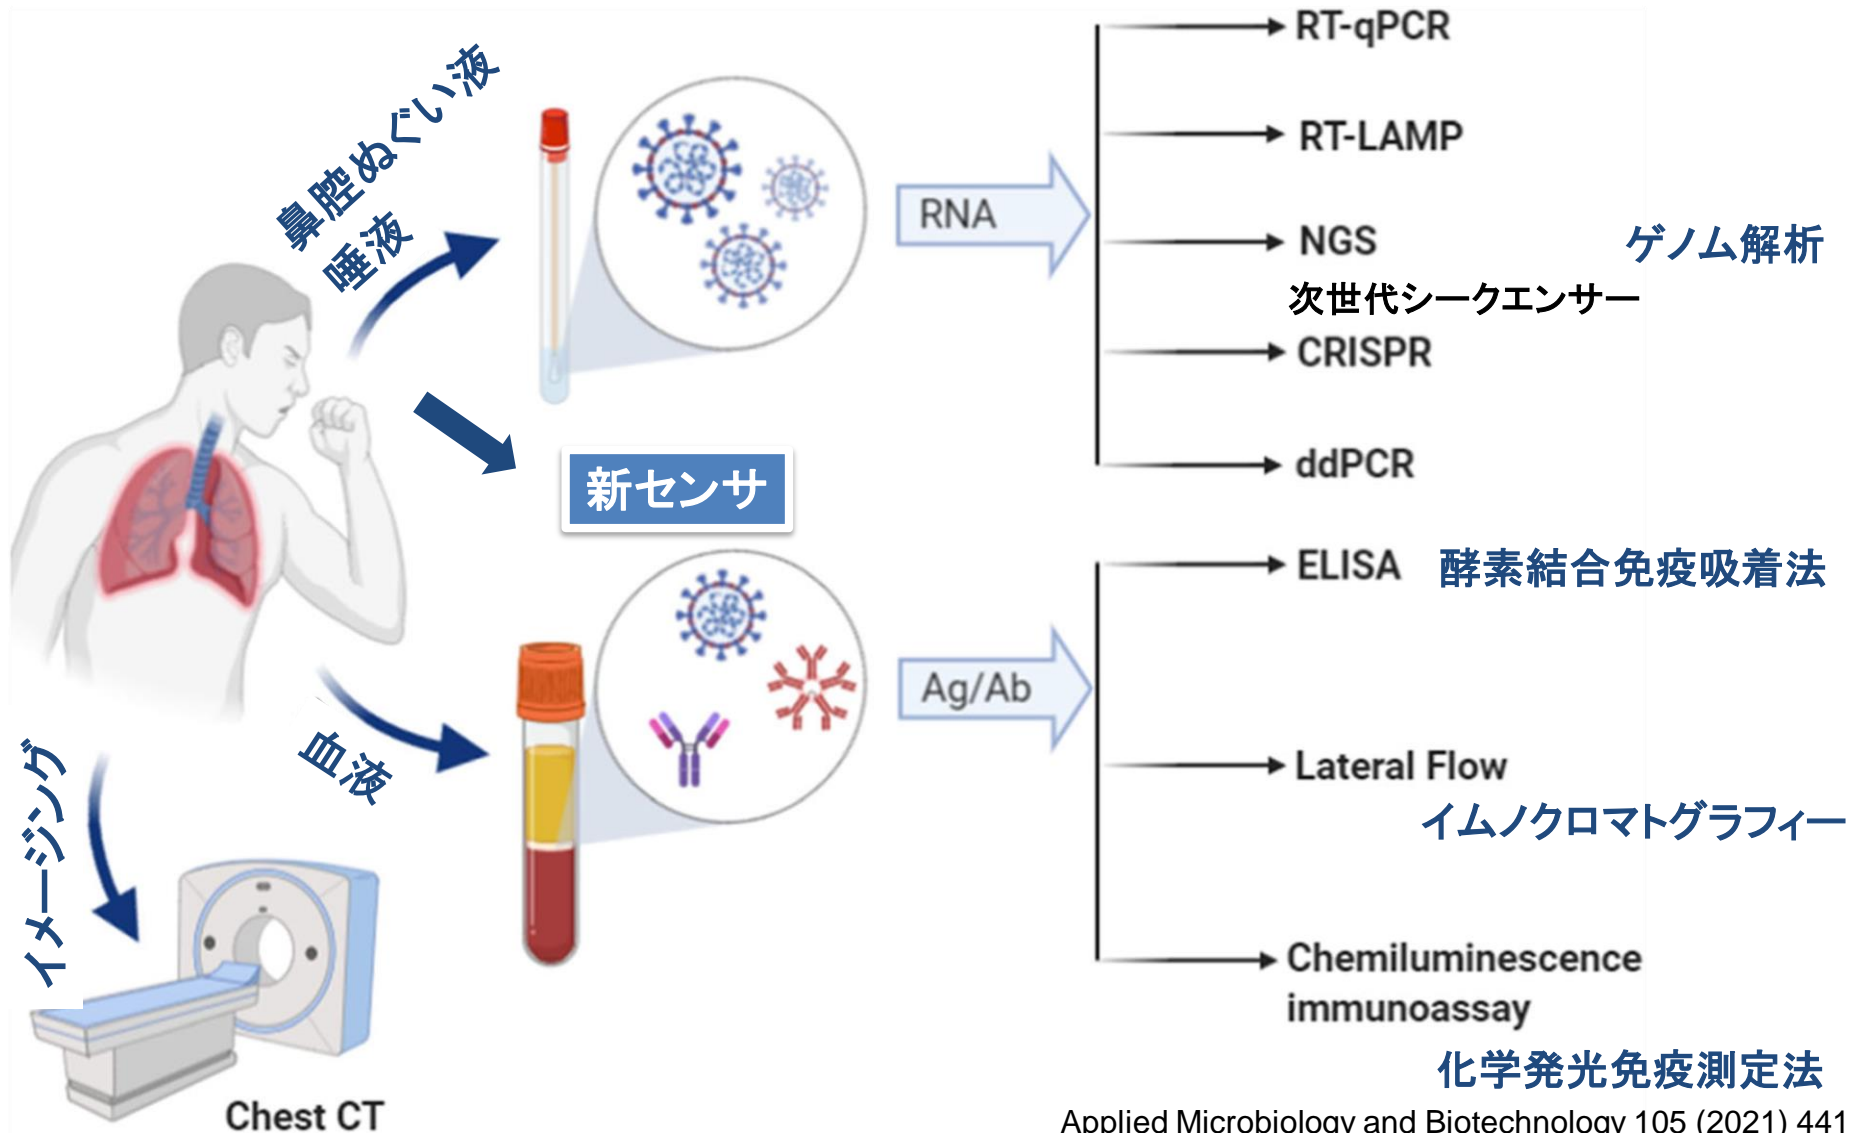 鼻腔ぬぐい液
唾液
RNA
RT-qPCR
RT-LAMP
NGS
ゲノム解析
次世代シークエンサー
CRISPR
ddPCR
新センサ
血液
Ag/Ab
ELISA
酵素結合免疫吸着法
Lateral Flow
イムノクロマトグラフィー
Chemiluminescence
immunoassay
化学発光免疫測定法
イメージング
Chest CT
Applied Microbiology and Biotechnology 105 (2021) 441